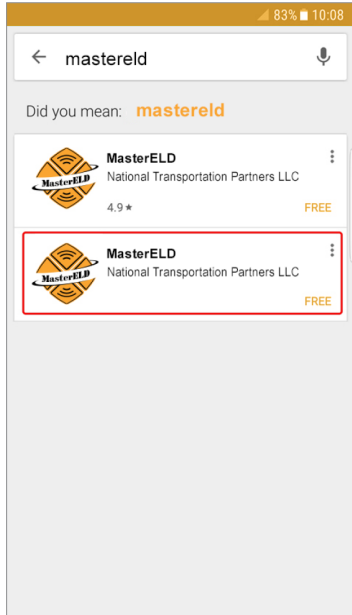 83% 10:08
mastereld
Did you mean: mastereld
MasterELD
MasterELD
National Transportation Partners LLC
4.9★
FREE
MasterELD
MasterELD
National Transportation Partners LLC
FREE